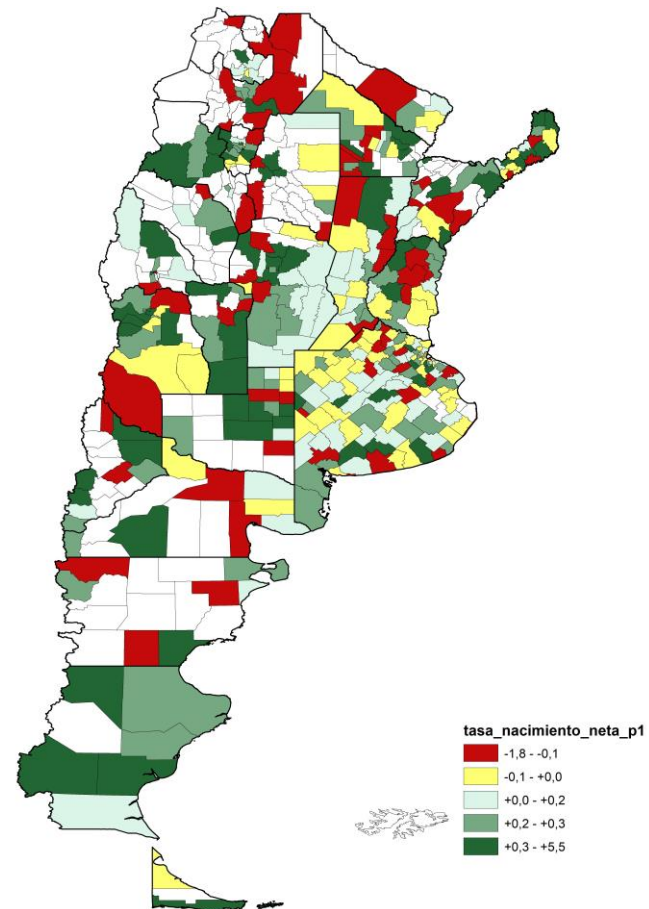 tasa_nacimiento_neta_p1
-1,8 - -0,1
-0,1 - +0,0
+0,0 - +0,2
+0,2 - +0,3
+0,3 - +5,5